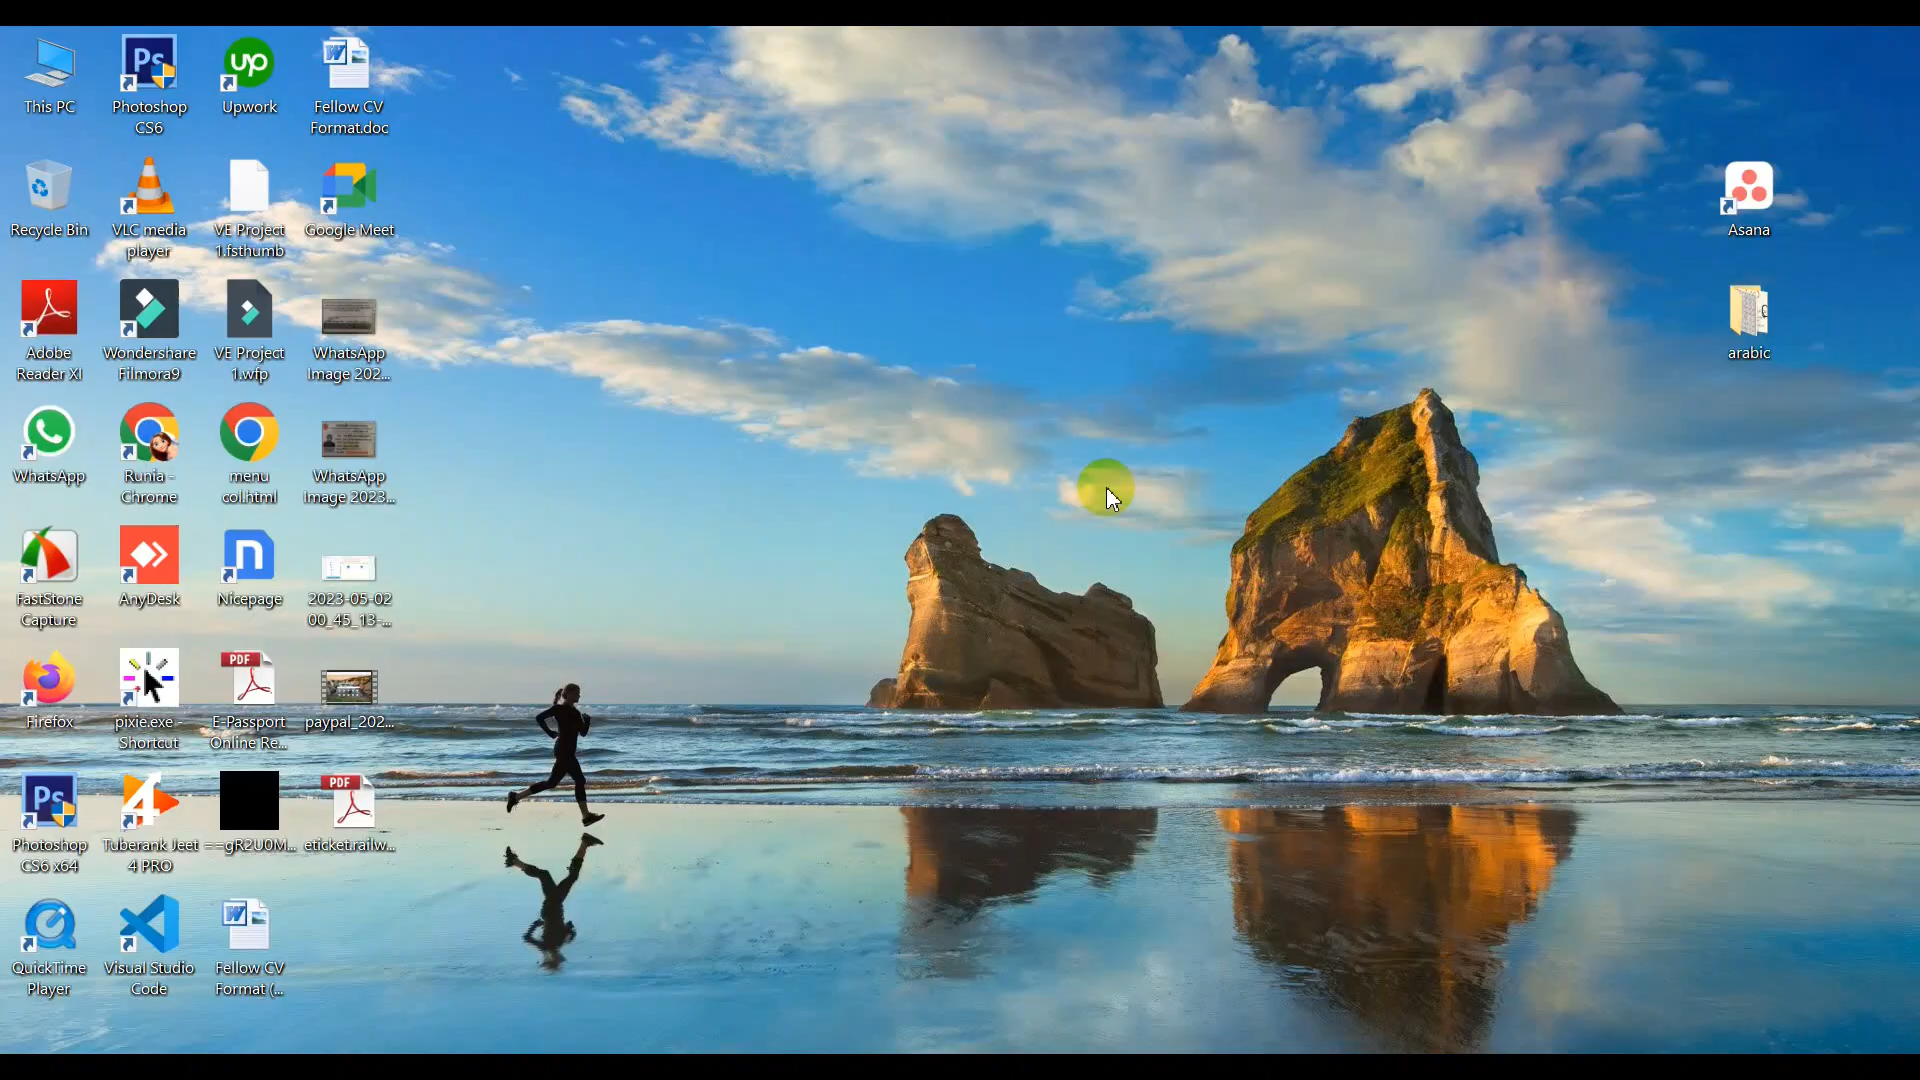 This PC
Photoshop
CS6
Upwork
Fellow CV
Format.doc
Recycle Bin
VLC media
player
VE Project
1.fsthumb
Google Meet
Asana
Adobe
Reader XI
Wondershare
Filmora9
VE Project
1.wfp
WhatsApp
Image 202...
arabic
WhatsApp
Runia -
Chrome
menu
col.html
WhatsApp
Image 2023...
FastStone
Capture
AnyDesk
Nicepage
2023-05-02
00_45_13-...
Firefox
pixie.exe -
Shortcut
E-Passport
Online Re...
paypal_202...
Photoshop
CS6 x64
Tuberank Jeet
4 PRO
==gR2U0M...
eticket.railw...
QuickTime
Player
Visual Studio
Code
Fellow CV
Format (...